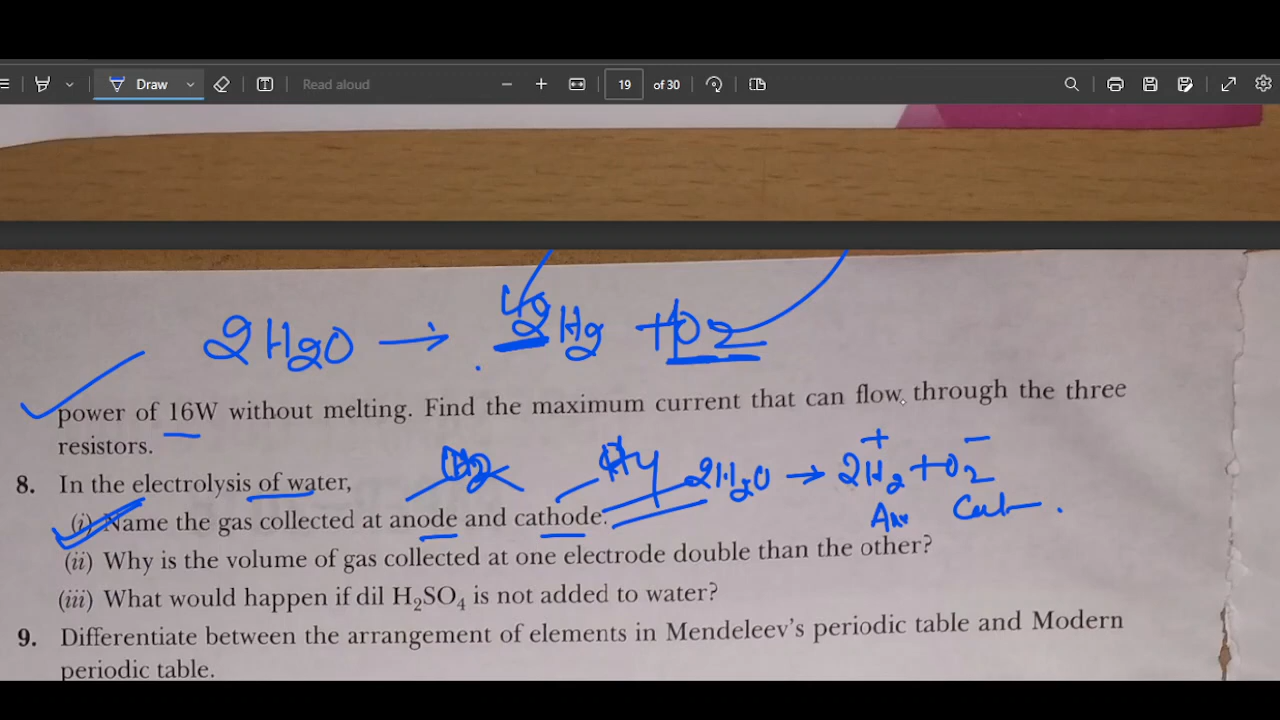 Draw
Read aloud
19 of 30
2H2O → 2H2 + O2
power of 16W without melting. Find the maximum current that can flow through the three
resistors.
8. In the electrolysis of water,
2H2O → 2H2 + O2
+ −
(i) Name the gas collected at anode and cathode.
(ii) Why is the volume of gas collected at one electrode double than the other?
(iii) What would happen if dil H2SO4 is not added to water?
9. Differentiate between the arrangement of elements in Mendeleev's periodic table and Modern
periodic table.